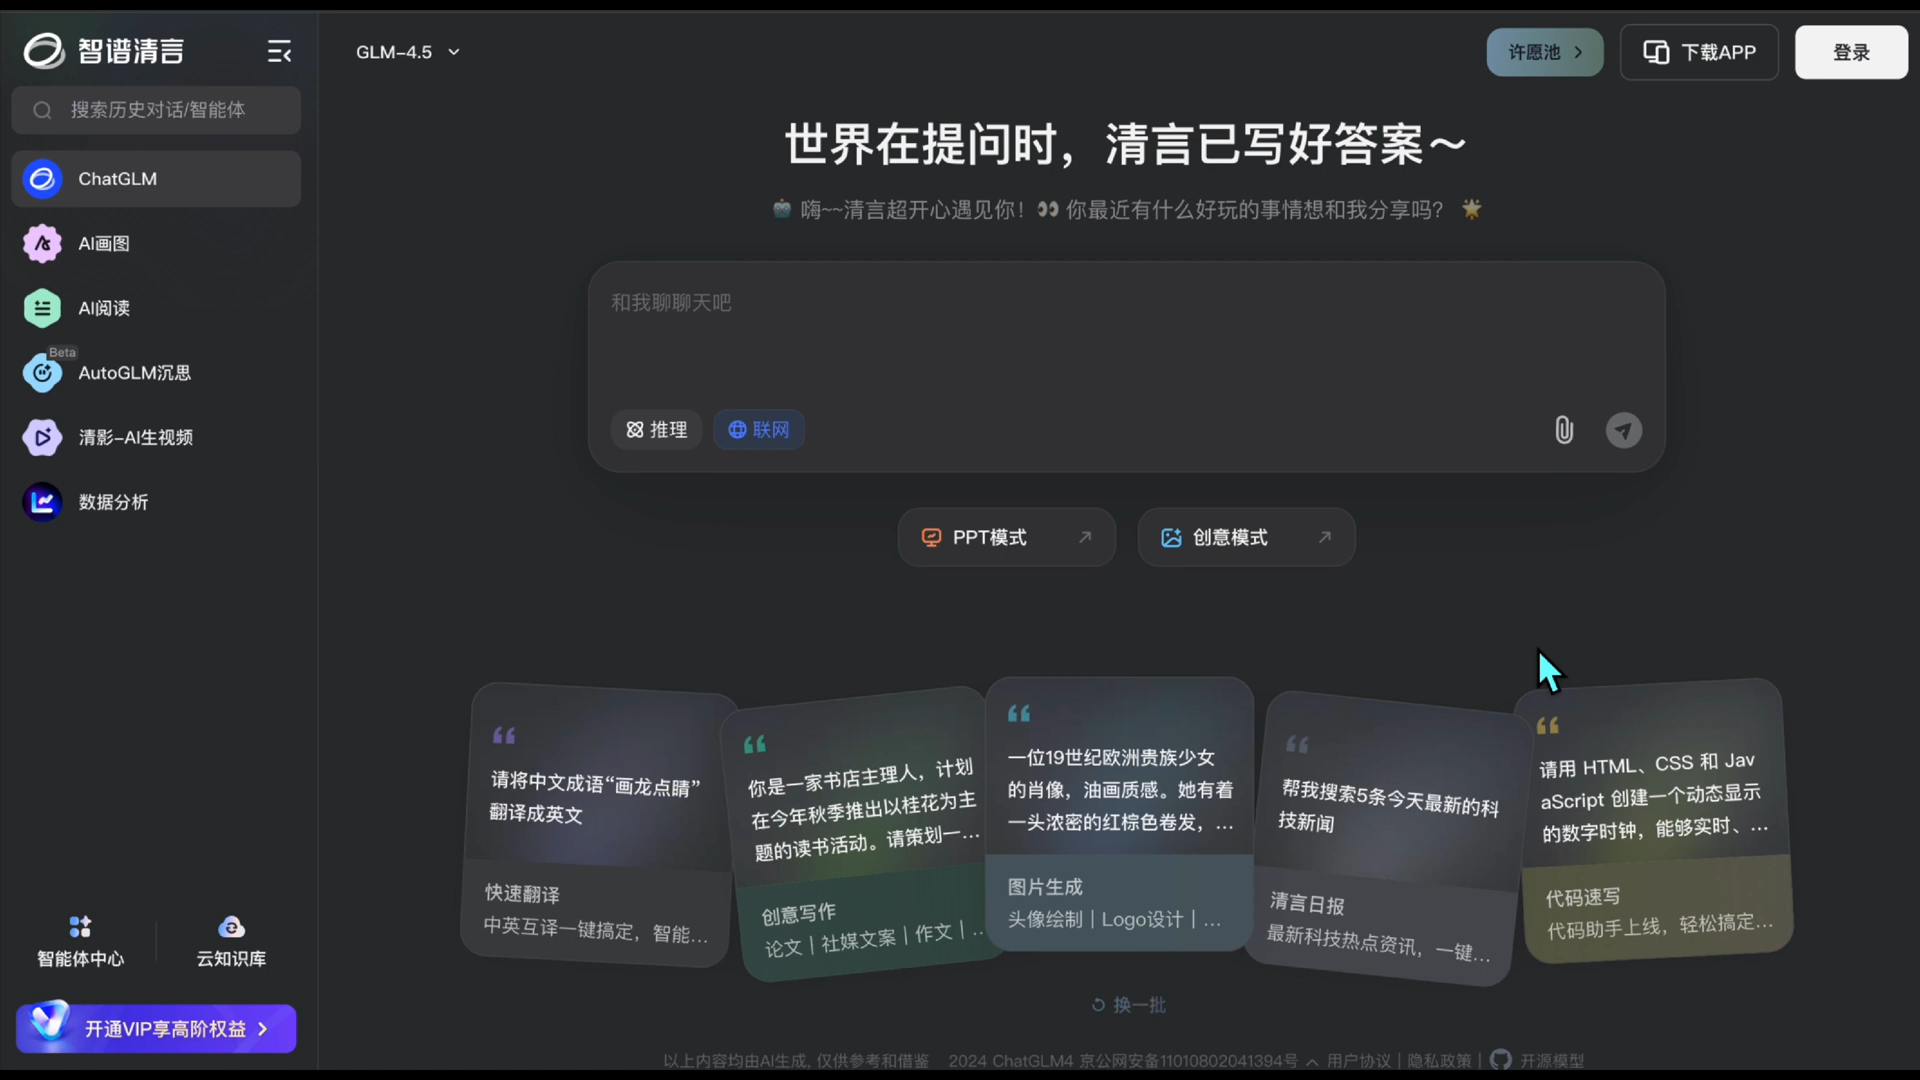 智谱清言
搜索历史对话/智能体
ChatGLM
AI画图
AI阅读
Beta
AutoGLM沉思
清影-AI生视频
数据分析
智能体中心
云知识库
开通VIP享高阶权益
GLM-4.5
许愿池
下载APP
登录
世界在提问时，清言已写好答案～
嗨~~清言超开心遇见你！👀 你最近有什么好玩的事情想和我分享吗？
和我聊聊天吧
推理
联网
PPT模式
创意模式
请将中文成语“画龙点睛”
翻译成英文
快速翻译
中英互译一键搞定，智能...
你是一家书店主理人，计划
在今年秋季推出以桂花为主
题的读书活动。请策划一...
创意写作
论文｜社媒文案｜作文｜...
一位19世纪欧洲贵族少女
的肖像，油画质感。她有着
一头浓密的红棕色卷发，...
图片生成
头像绘制｜Logo设计｜...
帮我搜索5条今天最新的科
技新闻
清言日报
最新科技热点资讯，一键...
请用 HTML、CSS 和 Jav
aScript 创建一个动态显示
的数字时钟，能够实时、...
代码速写
代码助手上线，轻松搞定...
换一批
以上内容均由AI生成, 仅供参考和借鉴 2024 ChatGLM4 京公网安备11010802041394号 用户协议｜隐私政策｜ 开源模型